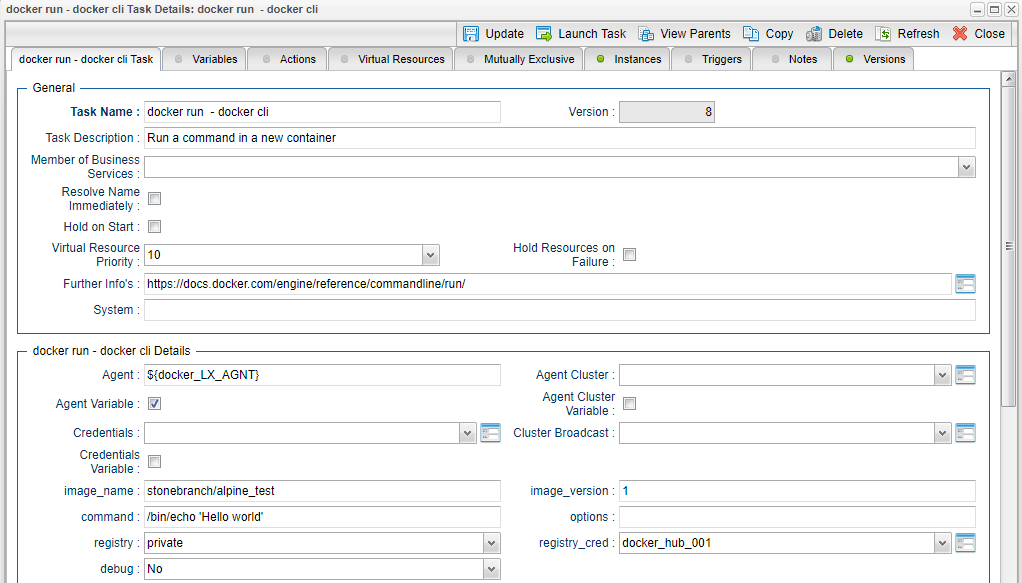 docker run - docker cli Task Details: docker run  - docker cli
Update Launch Task View Parents Copy Delete Refresh Close
docker run - docker cli Task Variables Actions Virtual Resources Mutually Exclusive Instances Triggers Notes Versions
General
Task Name : docker run  - docker cli Version : 8
Task Description : Run a command in a new container
Member of Business
Services :
Resolve Name
Immediately :
Hold on Start :
Virtual Resource
Priority : 10
Hold Resources on
Failure :
Further Info's : https://docs.docker.com/engine/reference/commandline/run/
System :
docker run - docker cli Details
Agent : ${docker_LX_AGNT} Agent Cluster :
Agent Variable :
Agent Cluster
Variable :
Credentials : Cluster Broadcast :
Credentials
Variable :
image_name : stonebranch/alpine_test image_version : 1
command : /bin/echo 'Hello world' options :
registry : private registry_cred : docker_hub_001
debug : No